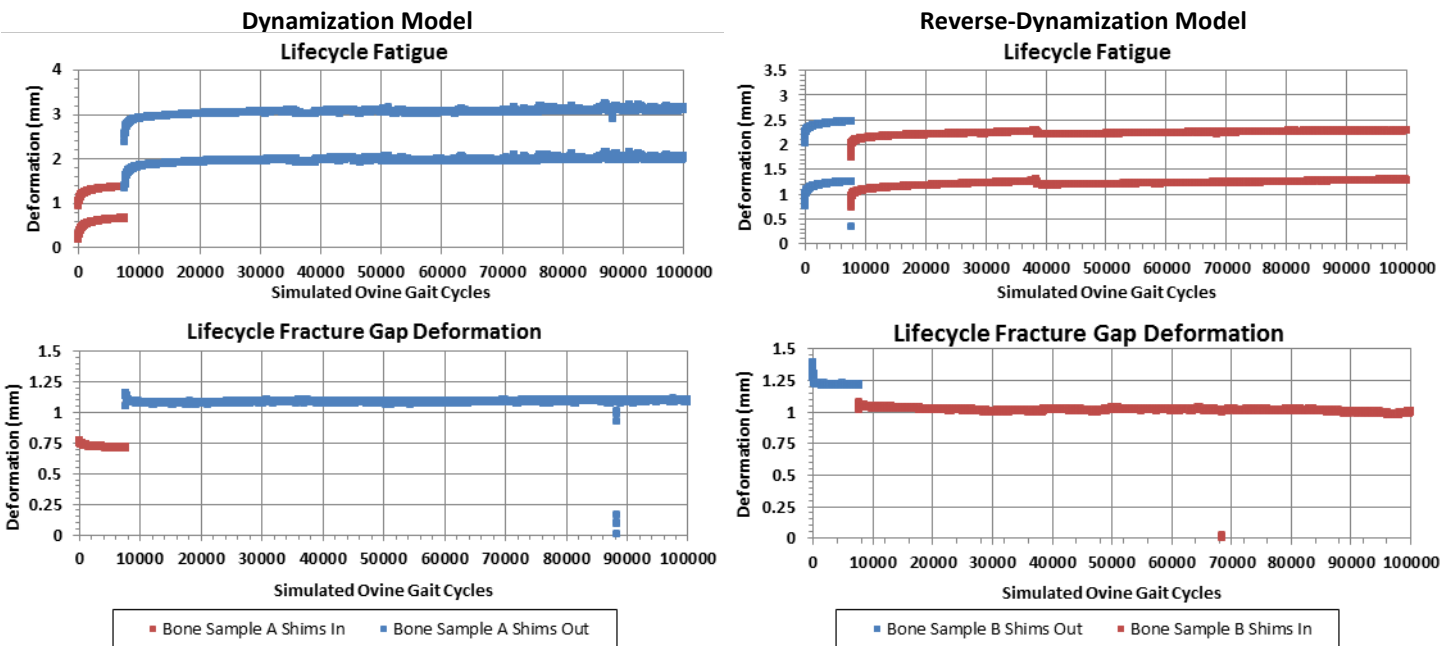 Dynamization Model
Lifecycle Fatigue
Deformation (mm)
4
3
2
1
0
0 10000 20000 30000 40000 50000 60000 70000 80000 90000 100000
Simulated Ovine Gait Cycles
Lifecycle Fracture Gap Deformation
Deformation (mm)
1.5
1.25
1
0.75
0.5
0.25
0
0 10000 20000 30000 40000 50000 60000 70000 80000 90000 100000
Simulated Ovine Gait Cycles
Bone Sample A Shims In Bone Sample A Shims Out
Reverse-Dynamization Model
Lifecycle Fatigue
Deformation (mm)
3.5
3
2.5
2
1.5
1
0.5
0
0 10000 20000 30000 40000 50000 60000 70000 80000 90000 100000
Simulated Ovine Gait Cycles
Lifecycle Fracture Gap Deformation
Deformation (mm)
1.5
1.25
1
0.75
0.5
0.25
0
0 10000 20000 30000 40000 50000 60000 70000 80000 90000 100000
Simulated Ovine Gait Cycles
Bone Sample B Shims Out Bone Sample B Shims In